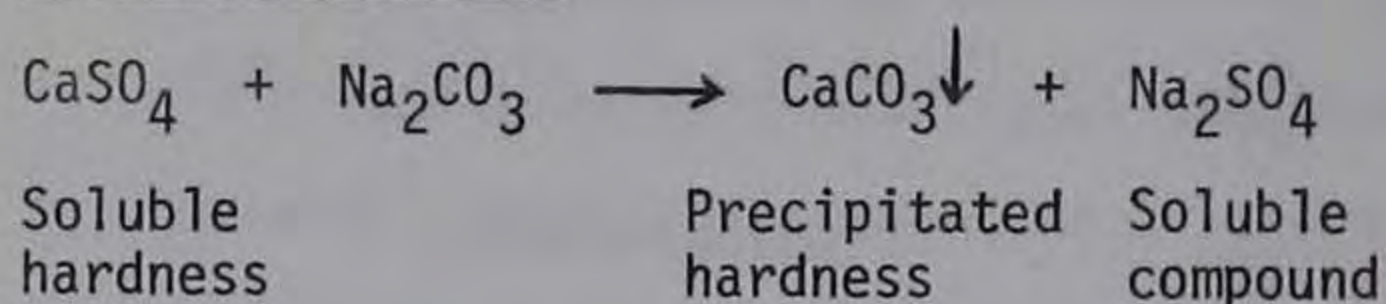 CaSO₄ + Na₂CO₃ ⟶ CaCO₃↓ + Na₂SO₄
Soluble Precipitated Soluble
hardness hardness compound